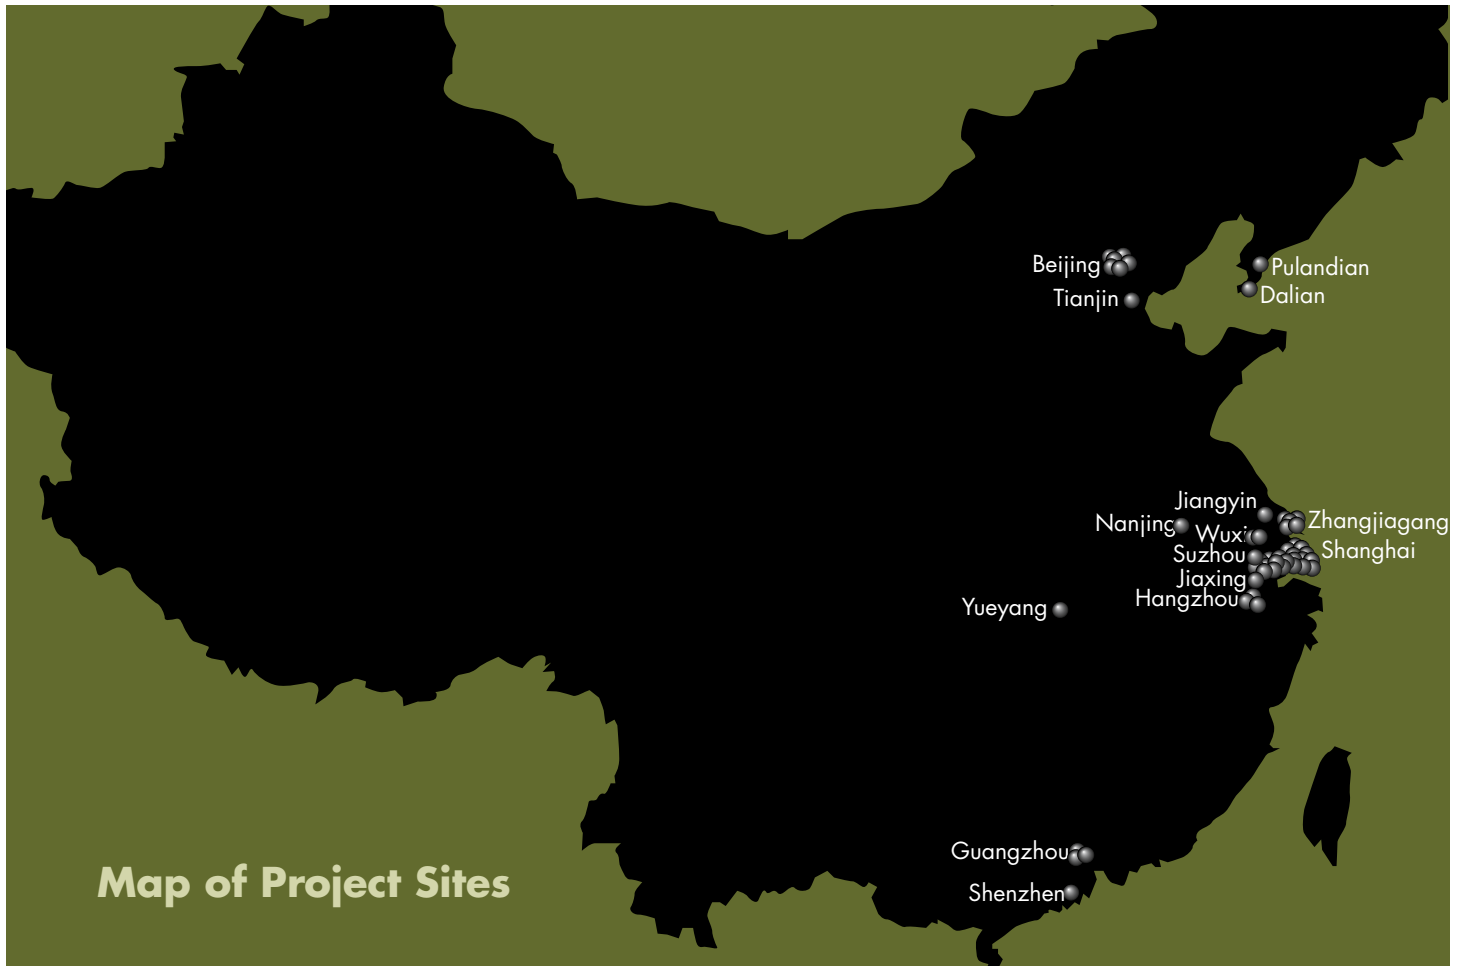 Beijing
Pulandian
Dalian
Tianjin
Jiangyin
Nanjing
Zhangjiagang
Wuxi
Shanghai
Suzhou
Jiaxing
Hangzhou
Yueyang
Guangzhou
Shenzhen
Map of Project Sites